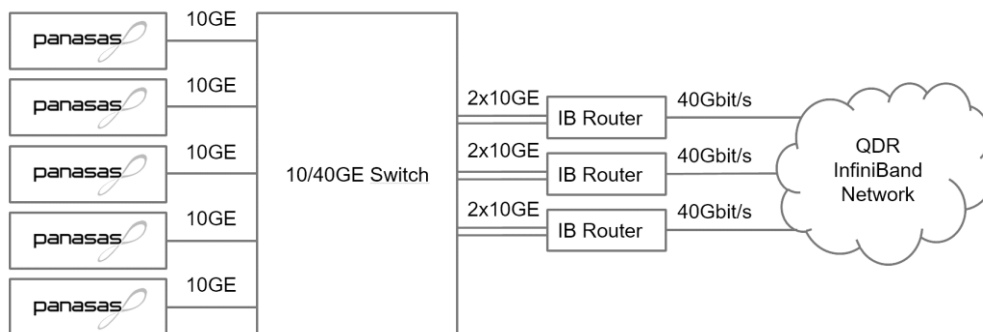 panasas
10GE
panasas
10GE
panasas
10GE
panasas
10GE
panasas
10GE
10/40GE Switch
2x10GE
IB Router
40Gbit/s
2x10GE
IB Router
40Gbit/s
2x10GE
IB Router
40Gbit/s
QDR
InfiniBand
Network